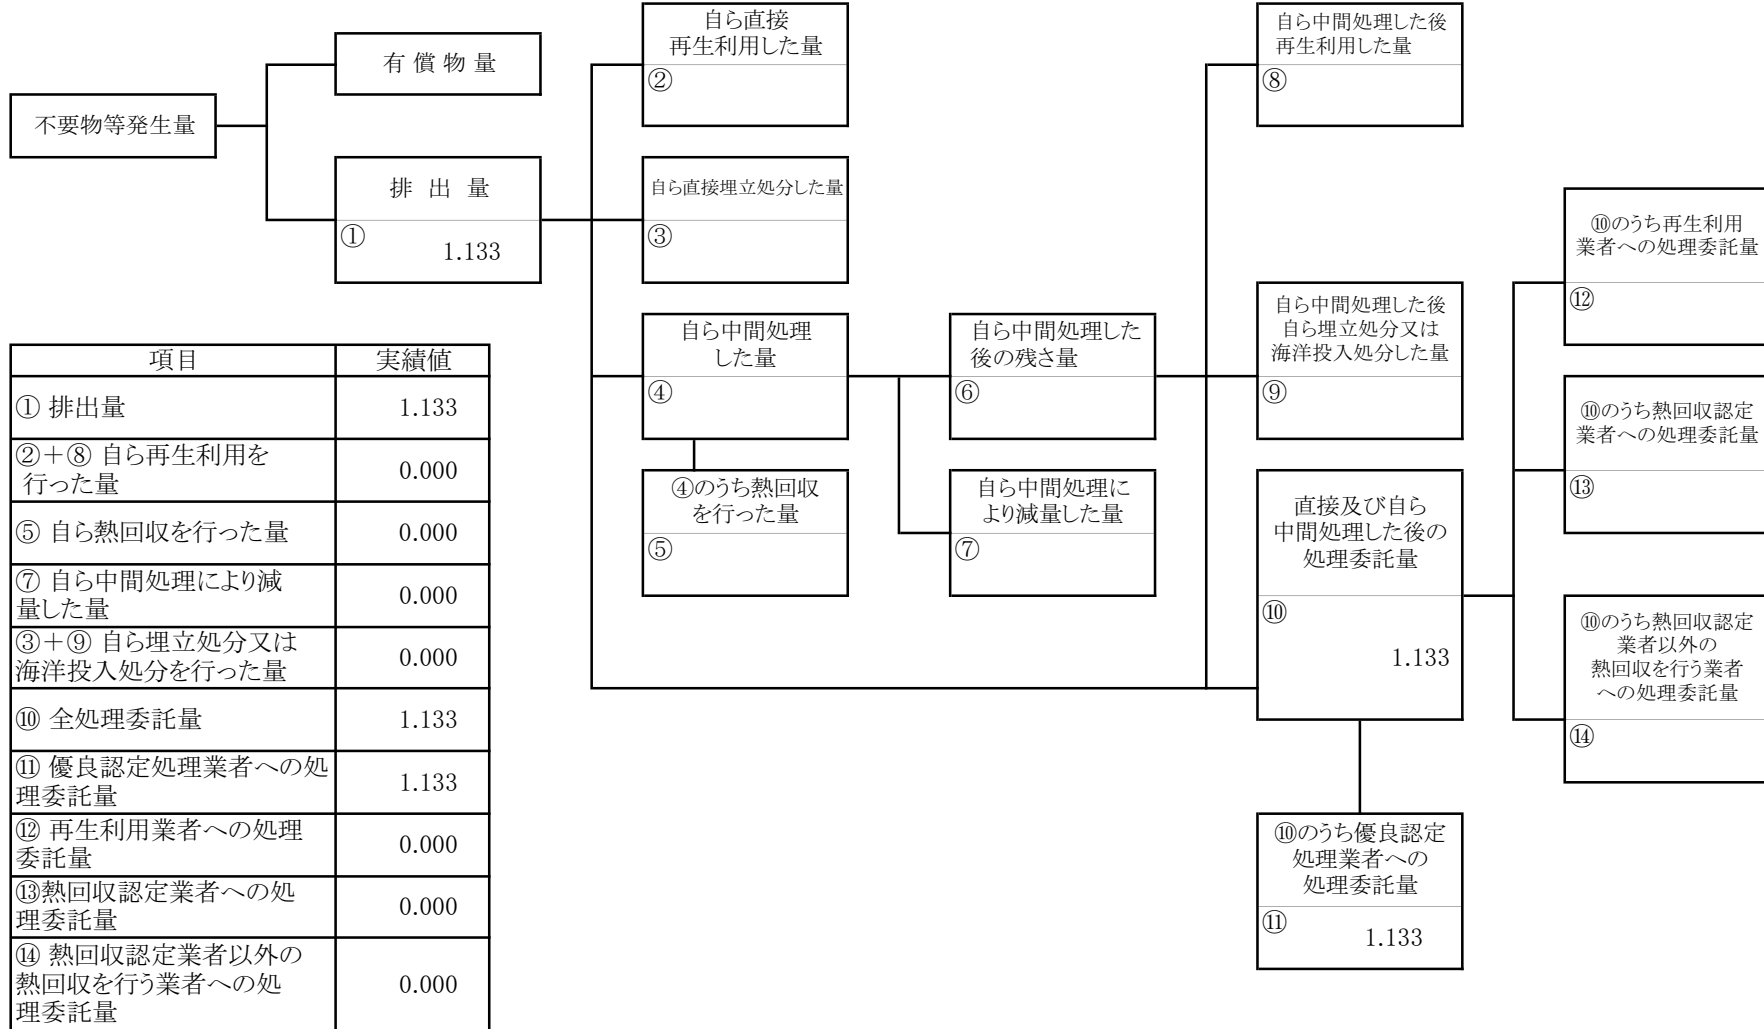 不要物等発生量
有 償 物 量
排 出 量
①
1.133
自ら直接
再生利用した量
②
自ら直接埋立処分した量
③
自ら中間処理
した量
④
④のうち熱回収
を行った量
⑤
自ら中間処理した
後の残さ量
⑥
自ら中間処理に
より減量した量
⑦
自ら中間処理した後
再生利用した量
⑧
自ら中間処理した後
自ら埋立処分又は
海洋投入処分した量
⑨
直接及び自ら
中間処理した後の
処理委託量
⑩
1.133
⑩のうち優良認定
処理業者への
処理委託量
⑪
1.133
⑩のうち再生利用
業者への処理委託量
⑫
⑩のうち熱回収認定
業者への処理委託量
⑬
⑩のうち熱回収認定
業者以外の
熱回収を行う業者
への処理委託量
⑭
項目 実績値
① 排出量 1.133
②+⑧ 自ら再生利用を
行った量 0.000
⑤ 自ら熱回収を行った量 0.000
⑦ 自ら中間処理により減
量した量 0.000
③+⑨ 自ら埋立処分又は
海洋投入処分を行った量 0.000
⑩ 全処理委託量 1.133
⑪ 優良認定処理業者への処
理委託量 1.133
⑫ 再生利用業者への処理
委託量 0.000
⑬熱回収認定業者への処
理委託量 0.000
⑭ 熱回収認定業者以外の
熱回収を行う業者への処
理委託量 0.000